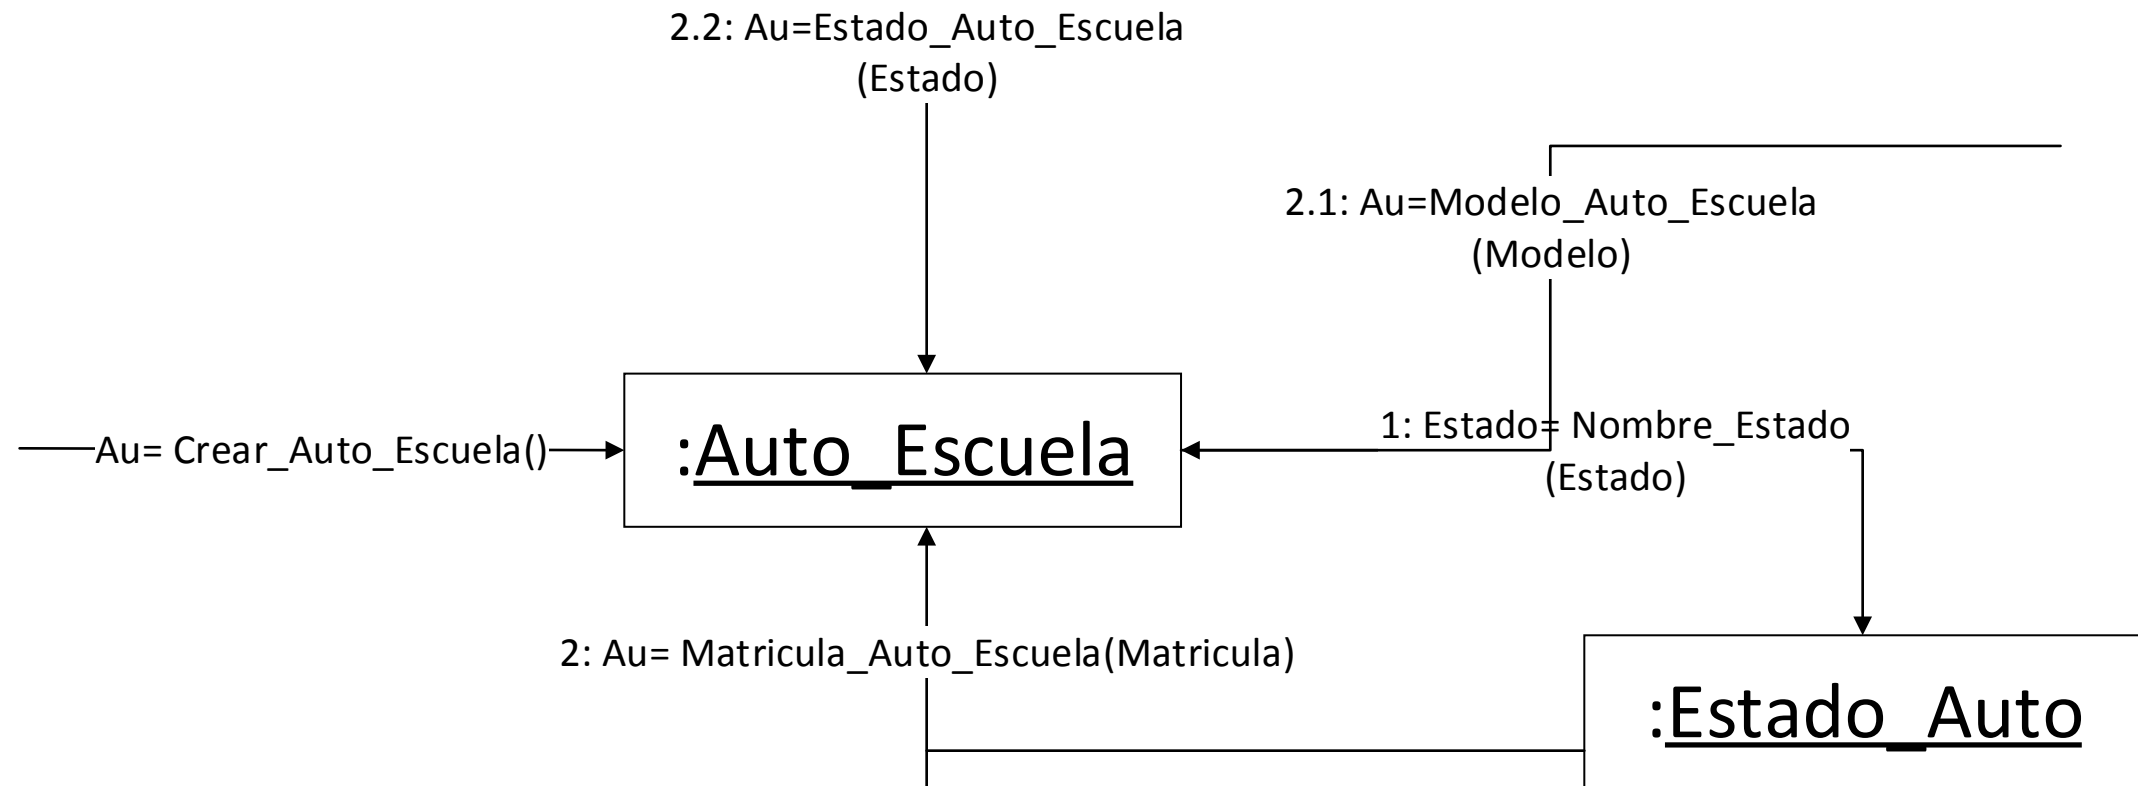 2.2: Au=Estado_Auto_Escuela
(Estado)
2.1: Au=Modelo_Auto_Escuela
(Modelo)
Au= Crear_Auto_Escuela()
:Auto_Escuela
1: Estado= Nombre_Estado
(Estado)
2: Au= Matricula_Auto_Escuela(Matricula)
:Estado_Auto